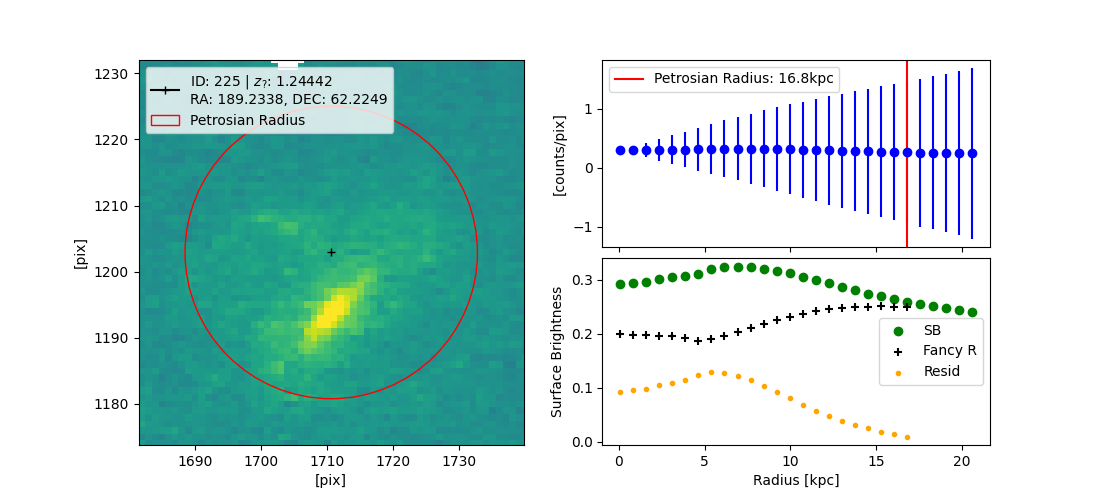 ID: 225 | z?: 1.24442
RA: 189.2338, DEC: 62.2249
Petrosian Radius
1230
1220
1210
1200
1190
1180
[pix]
1690 1700 1710 1720 1730
[pix]
Petrosian Radius: 16.8kpc
1
0
−1
[counts/pix]
0.3
0.2
0.1
0.0
Surface Brightness
SB
Fancy R
Resid
0 5 10 15 20
Radius [kpc]